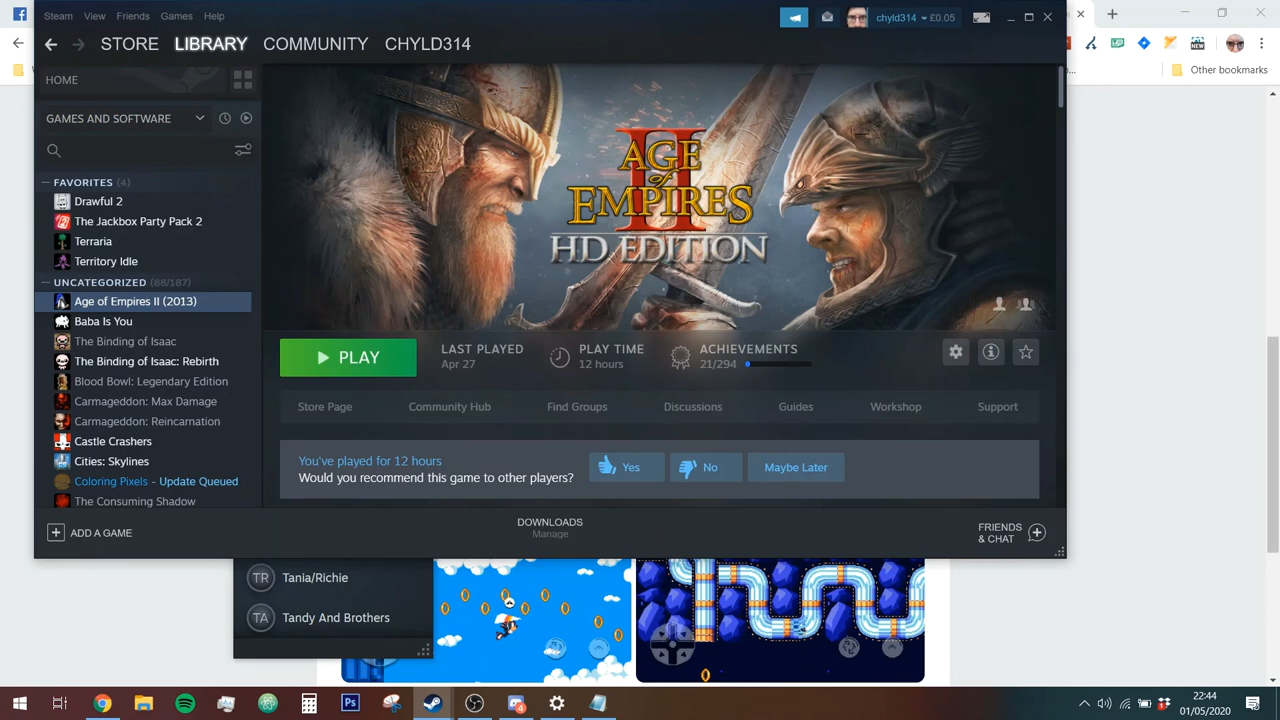 Steam View Friends Games Help
chyld314 £0.05
STORE LIBRARY COMMUNITY CHYLD314
HOME
GAMES AND SOFTWARE
FAVORITES (4)
Drawful 2
The Jackbox Party Pack 2
Terraria
Territory Idle
UNCATEGORIZED (88/187)
Age of Empires II (2013)
Baba Is You
The Binding of Isaac
The Binding of Isaac: Rebirth
Blood Bowl: Legendary Edition
Carmageddon: Max Damage
Carmageddon: Reincarnation
Castle Crashers
Cities: Skylines
Coloring Pixels - Update Queued
The Consuming Shadow
ADD A GAME
II
AGE
of
EMPIRES
HD EDITION
PLAY
LAST PLAYED
Apr 27
PLAY TIME
12 hours
ACHIEVEMENTS
21/294
Store Page Community Hub Find Groups Discussions Guides Workshop Support
You've played for 12 hours
Would you recommend this game to other players?
Yes No Maybe Later
DOWNLOADS
Manage
FRIENDS
& CHAT
NEW
Other bookmarks
TR Tania/Richie
TA Tandy And Brothers
Ps
4
22:44
01/05/2020